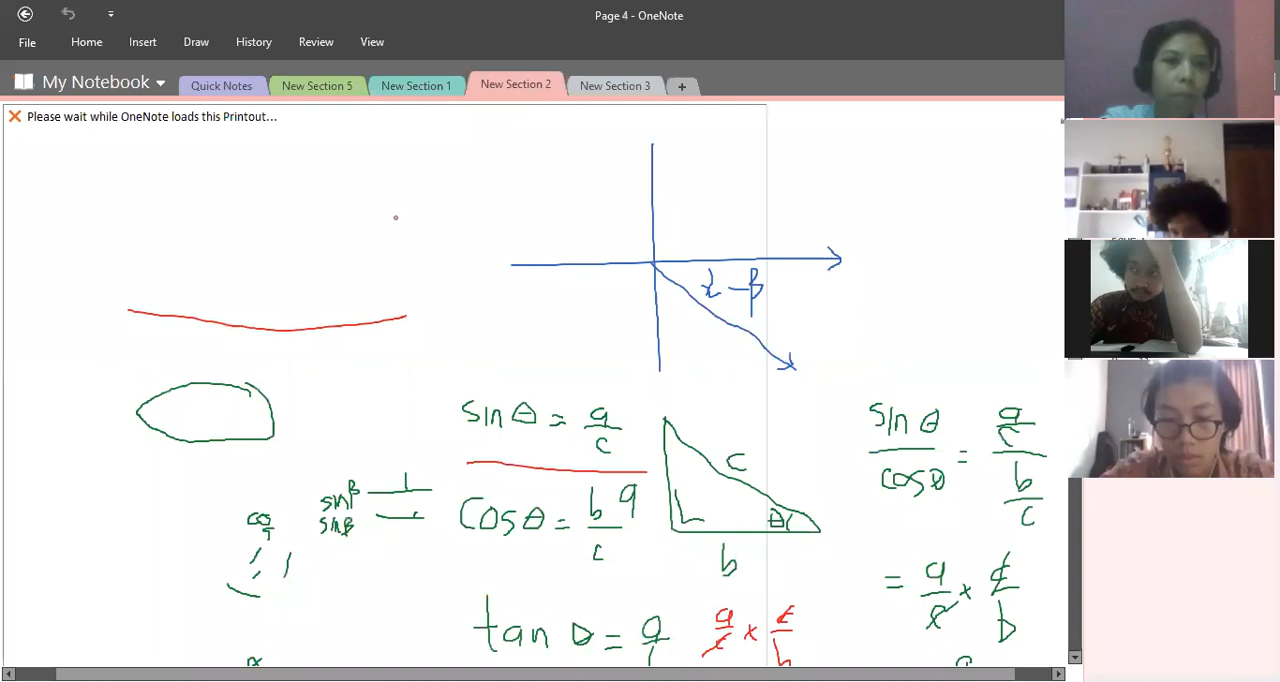 Page 4 - OneNote
File Home Insert Draw History Review View
My Notebook Quick Notes New Section 5 New Section 1 New Section 2 New Section 3 +
Please wait while OneNote loads this Printout...
-β
sin θ = a/c
c
sin θ / cos θ = a/c / b/c
sin β
sin β
cos θ = b/c
θ
b
= a/c × c/b
tan θ = a
a/c × c/b